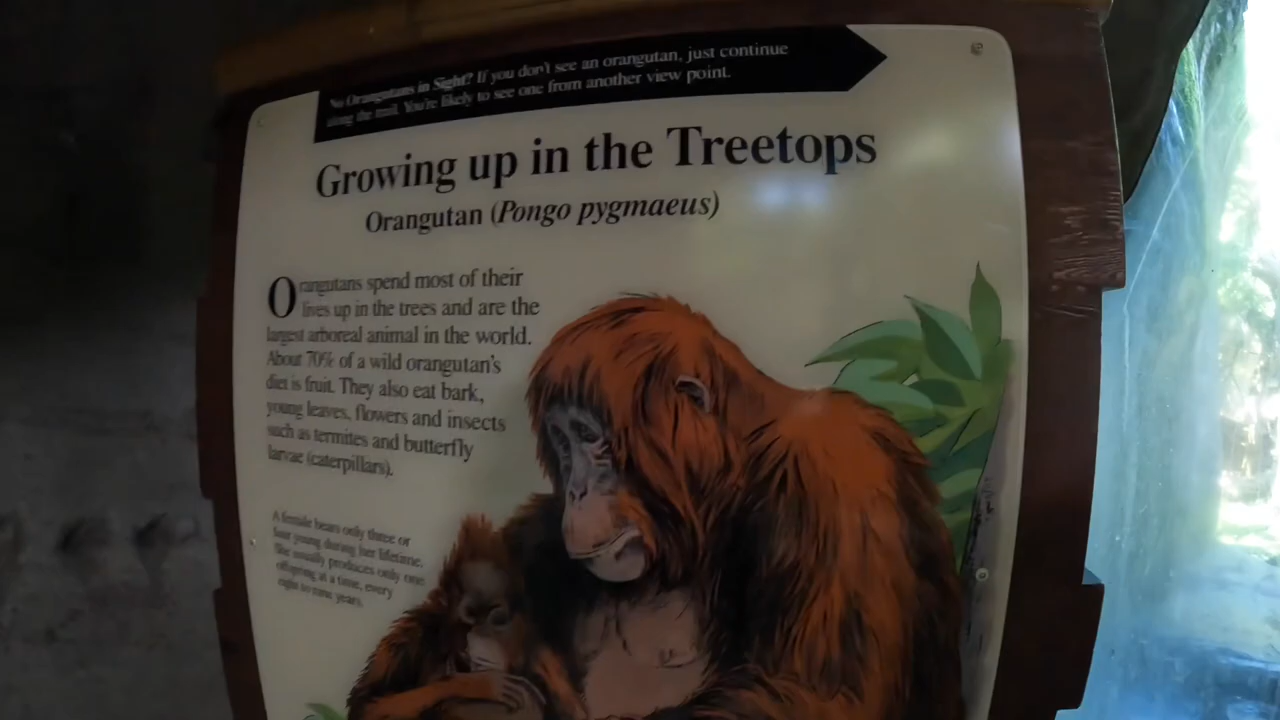 No Orangutans in Sight? If you don't see an orangutan, just continue
along the trail. You're likely to see one from another view point.
Growing up in the Treetops
Orangutan (Pongo pygmaeus)
Orangutans spend most of their
lives up in the trees and are the
largest arboreal animal in the world.
About 70% of a wild orangutan's
diet is fruit. They also eat bark,
young leaves, flowers and insects
such as termites and butterfly
larvae (caterpillars).
A female bears only three or
four young during her lifetime.
She usually produces only one
offspring at a time, every
eight to nine years.